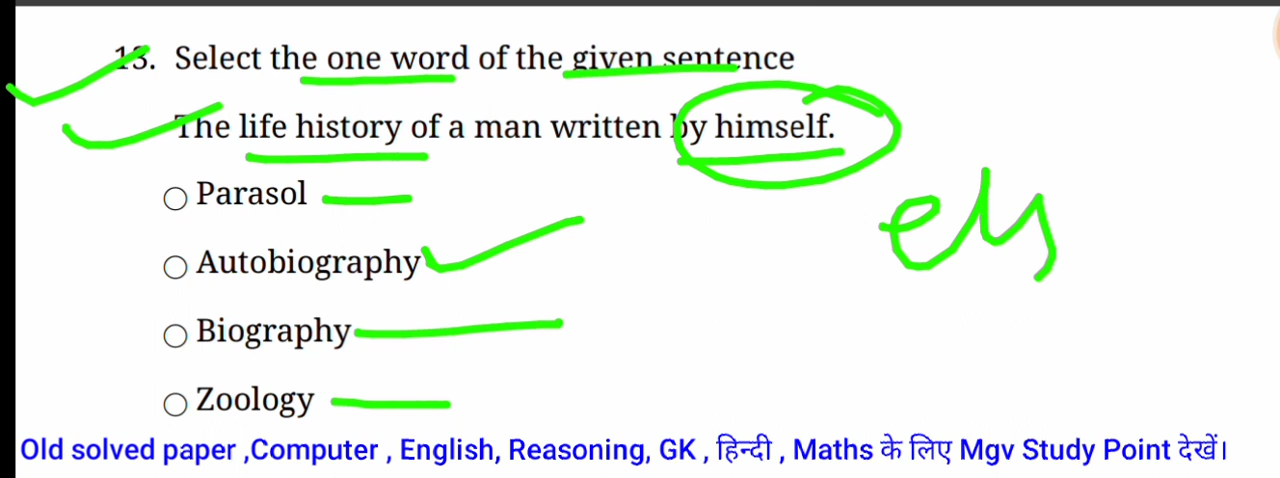 13. Select the one word of the given sentence
The life history of a man written by himself.
Parasol
Autobiography
Biography
Zoology
Old solved paper ,Computer , English, Reasoning, GK , हिन्दी , Maths के लिए Mgv Study Point देखें।